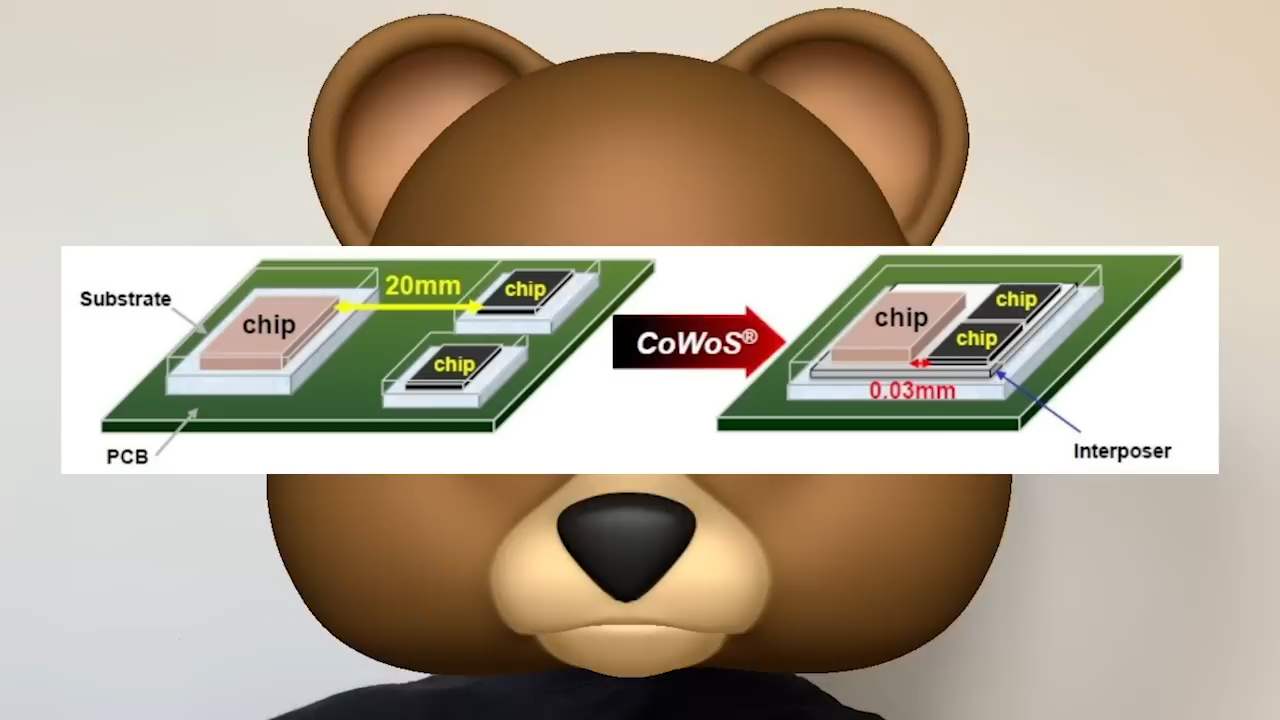 Substrate
chip
20mm
chip
chip
PCB
CoWoS®
chip
chip
chip
0.03mm
Interposer